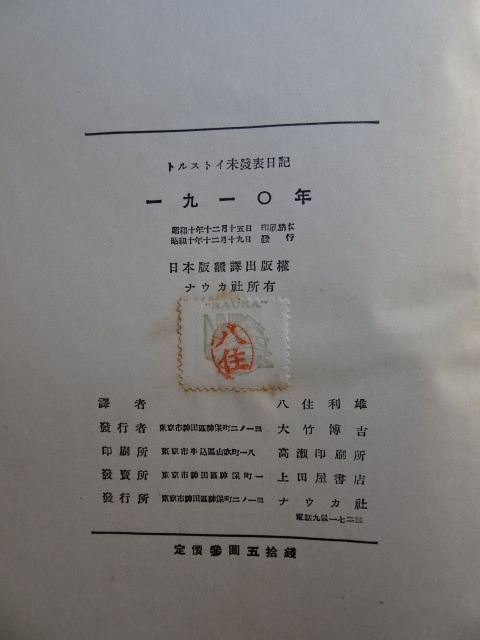 トルストイ未發表日記
一九一〇年
昭和十年十二月十五日 印刷納本
昭和十年十二月十九日 發行
日本版飜譯出版權
ナウカ社所有
"NAUKA"
八住
譯者 八住利雄
發行者 東京市神田區神保町二ノ一三 大竹博吉
印刷所 東京市牛込區山吹町一八 高瀬印刷所
發賣所 東京市神田區神保町一 上田屋書店
發行所 東京市神田區神保町二ノ一三 ナウカ社
電話九段一七二三
定價參圓五拾錢